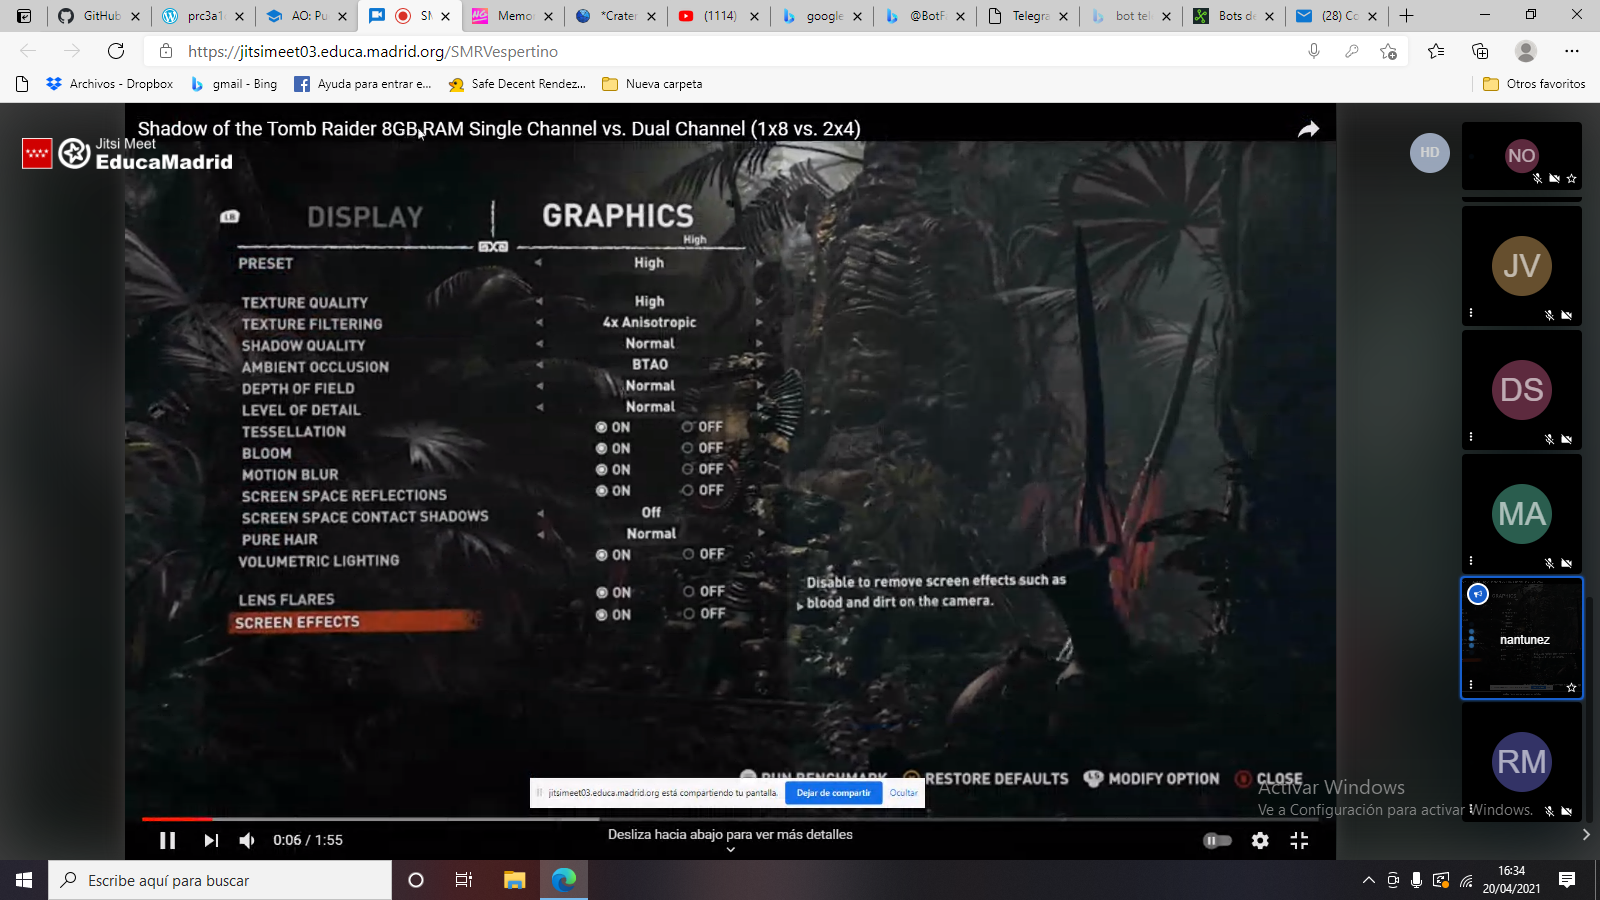 GitHub
prc3a1
AO: Pu
SM
Memo
*Crater
(1114)
google
@BotF
Telegra
bot tel
Bots de
(28) Co
https://jitsimeet03.educa.madrid.org/SMRVespertino
Archivos - Dropbox
gmail - Bing
Ayuda para entrar e...
Safe Decent Rendez...
Nueva carpeta
Otros favoritos
Shadow of the Tomb Raider 8GB RAM Single Channel vs. Dual Channel (1x8 vs. 2x4)
Jitsi Meet
EducaMadrid
HD
NO
LB
DISPLAY
GRAPHICS
High
PRESET High
TEXTURE QUALITY High
TEXTURE FILTERING 4x Anisotropic
SHADOW QUALITY Normal
AMBIENT OCCLUSION BTAO
DEPTH OF FIELD Normal
LEVEL OF DETAIL Normal
TESSELLATION ON OFF
BLOOM ON OFF
MOTION BLUR ON OFF
SCREEN SPACE REFLECTIONS ON OFF
SCREEN SPACE CONTACT SHADOWS Off
PURE HAIR Normal
VOLUMETRIC LIGHTING ON OFF
LENS FLARES ON OFF
SCREEN EFFECTS ON OFF
Disable to remove screen effects such as
blood and dirt on the camera.
JV
DS
MA
nantunez
RM
RUN BENCHMARK RESTORE DEFAULTS MODIFY OPTION CLOSE
jitsimeet03.educa.madrid.org está compartiendo tu pantalla. Dejar de compartir Ocultar
Activar Windows
Ve a Configuración para activar Windows.
0:06 / 1:55
Desliza hacia abajo para ver más detalles
Escribe aquí para buscar
16:34
20/04/2021